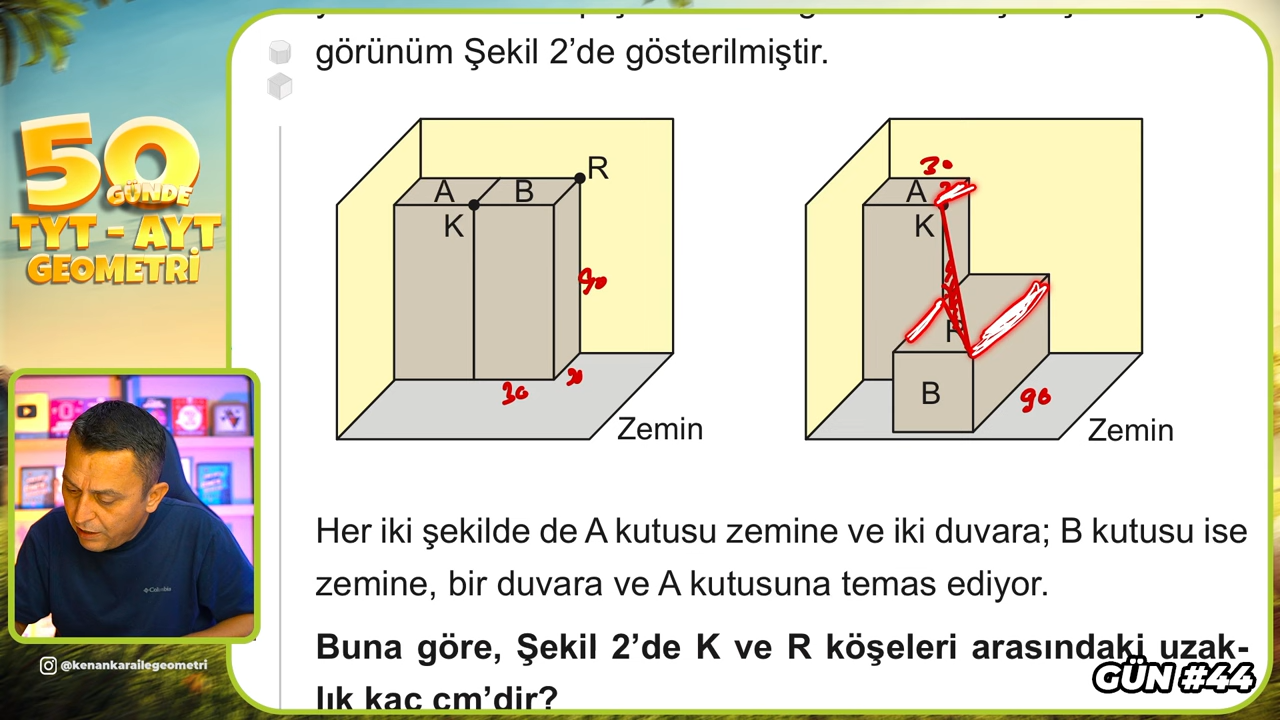 görünüm Şekil 2’de gösterilmiştir.
50
GÜNDE
TYT - AYT
GEOMETRİ
R
A
B
K
90
30
30
Zemin
30
A
K
R
B
90
Zemin
Her iki şekilde de A kutusu zemine ve iki duvara; B kutusu ise
zemine, bir duvara ve A kutusuna temas ediyor.
Buna göre, Şekil 2’de K ve R köşeleri arasındaki uzak-
lık kaç cm’dir?
GÜN #44
Columbia
@kenankarailegeometri